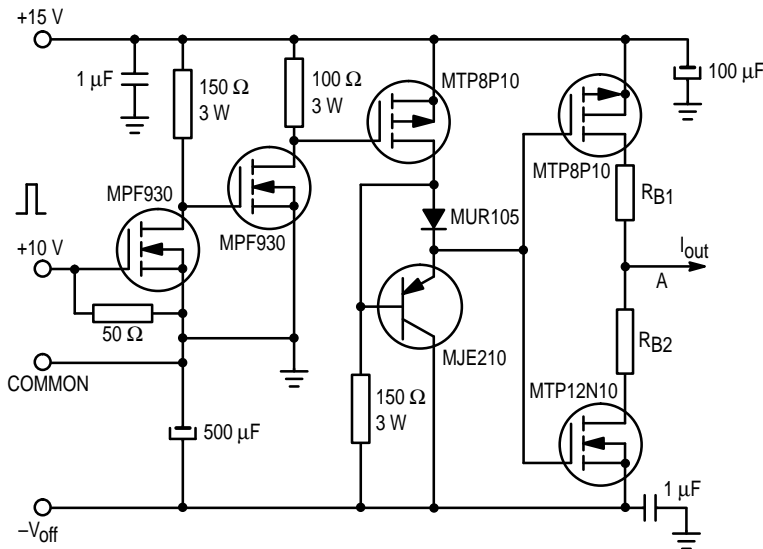 +15 V
1 μF
150 Ω
3 W
100 Ω
3 W
MTP8P10
100 μF
MTP8P10
MPF930
MPF930
+10 V
50 Ω
COMMON
500 μF
MUR105
MJE210
150 Ω
3 W
RB1
Iout
A
RB2
MTP12N10
1 μF
–Voff